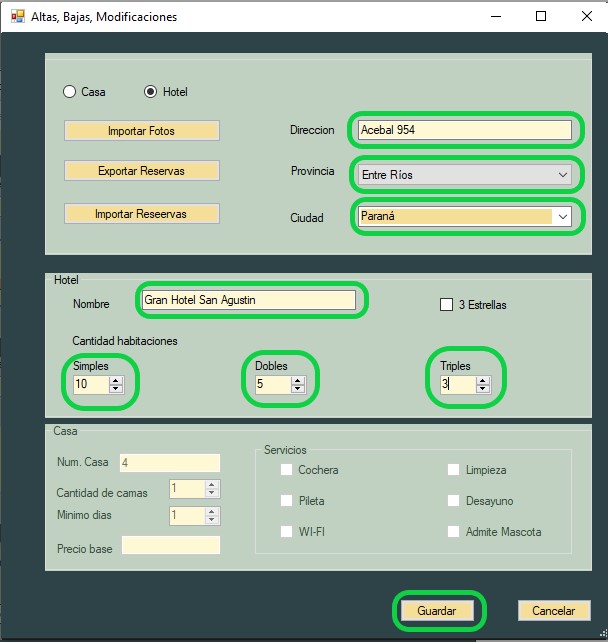 Altas, Bajas, Modificaciones
Casa Hotel
Importar Fotos
Direccion Acebal 954
Exportar Reservas
Provincia Entre Ríos
Importar Reseervas
Ciudad Paraná
Hotel
Nombre Gran Hotel San Agustin 3 Estrellas
Cantidad habitaciones
Simples Dobles Triples
10 5 3
Casa
Servicios
Num. Casa 4
Cochera Limpieza
Cantidad de camas 1
Pileta Desayuno
Minimo dias 1
WI-FI Admite Mascota
Precio base
Guardar Cancelar